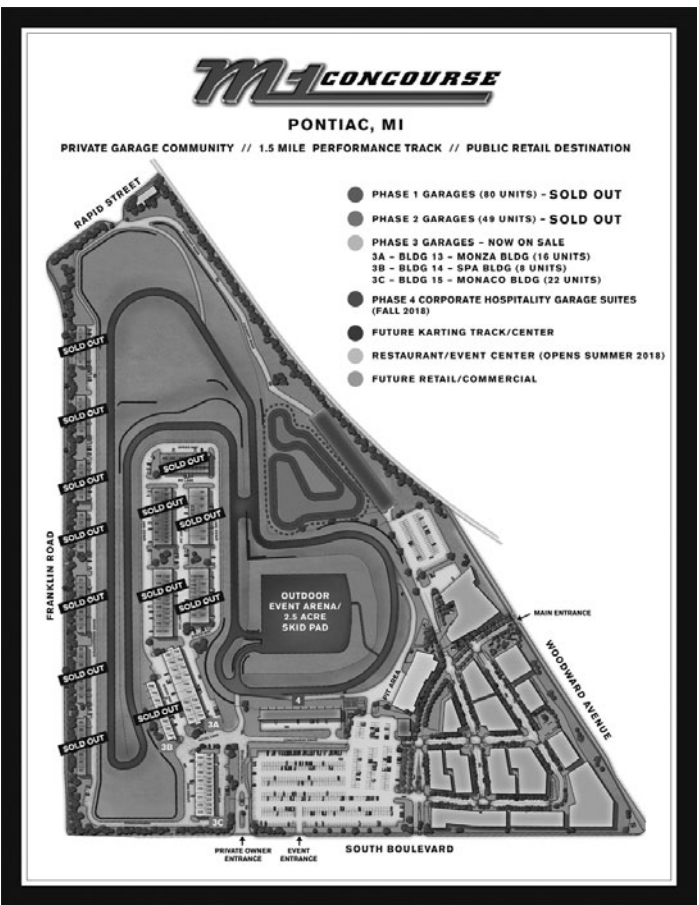 M1 CONCOURSE
PONTIAC, MI
PRIVATE GARAGE COMMUNITY // 1.5 MILE PERFORMANCE TRACK // PUBLIC RETAIL DESTINATION
PHASE 1 GARAGES (80 UNITS) – SOLD OUT
PHASE 2 GARAGES (49 UNITS) – SOLD OUT
PHASE 3 GARAGES – NOW ON SALE
3A – BLDG 13 – MONZA BLDG (16 UNITS)
3B – BLDG 14 – SPA BLDG (8 UNITS)
3C – BLDG 15 – MONACO BLDG (22 UNITS)
PHASE 4 CORPORATE HOSPITALITY GARAGE SUITES
(FALL 2018)
FUTURE KARTING TRACK/CENTER
RESTAURANT/EVENT CENTER (OPENS SUMMER 2018)
FUTURE RETAIL/COMMERCIAL
RAPID STREET
SOLD OUT
SOLD OUT
SOLD OUT
SOLD OUT
SOLD OUT
SOLD OUT
SOLD OUT
FRANKLIN ROAD
SOLD OUT
SOLD OUT
SOLD OUT
SOLD OUT
SOLD OUT
SOLD OUT
OUTDOOR
EVENT ARENA/
2.5 ACRE
SKID PAD
MAIN ENTRANCE
WOODWARD AVENUE
PIT AREA
4
3A
3B
3C
PRIVATE OWNER
ENTRANCE
EVENT
ENTRANCE
SOUTH BOULEVARD